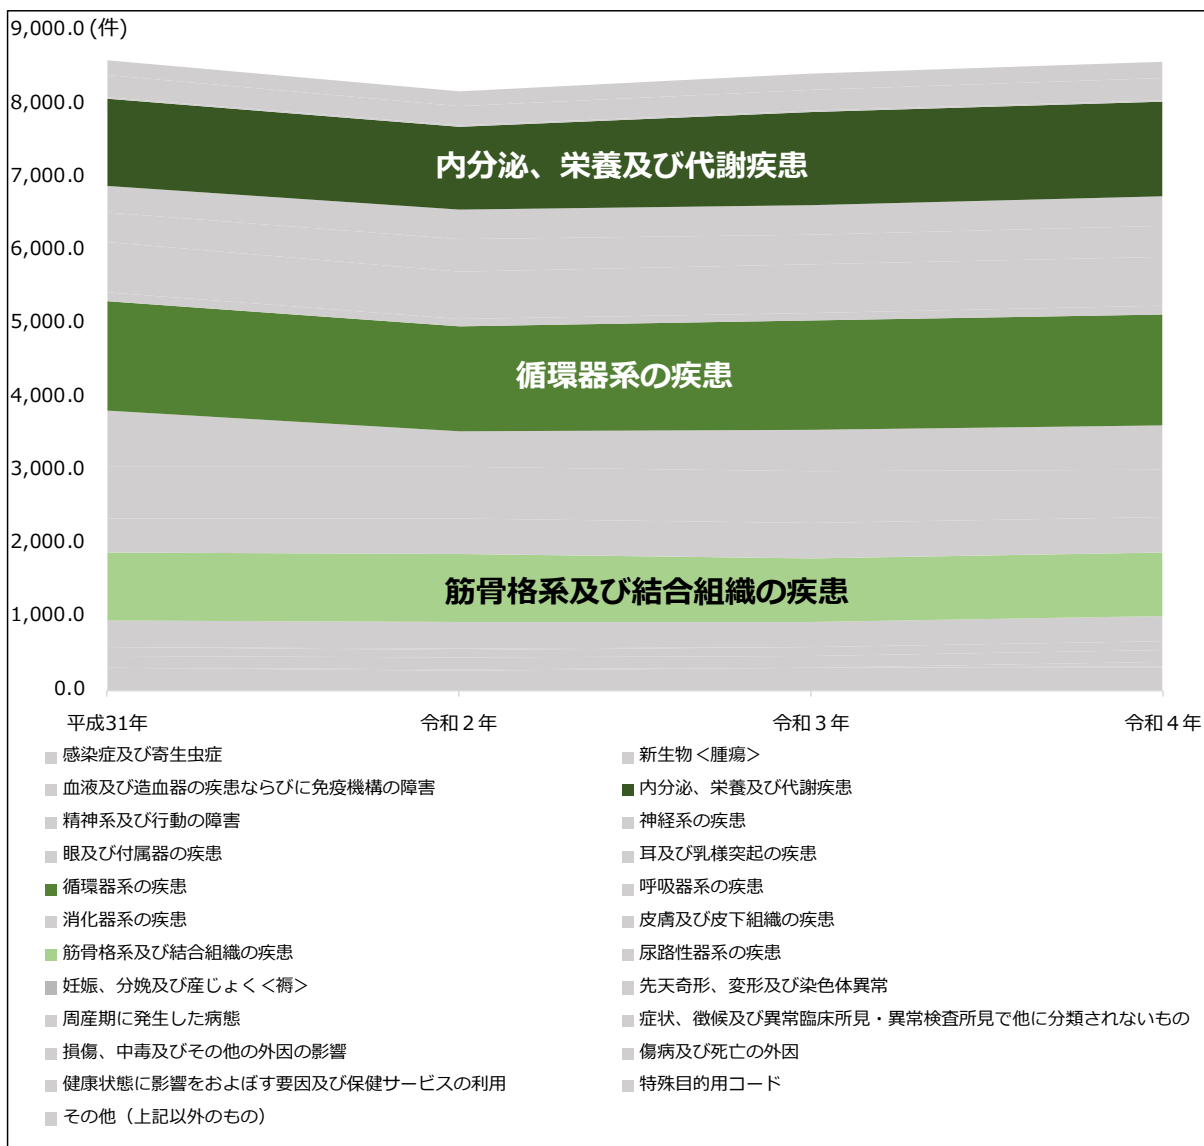 9,000.0 (件)
8,000.0
内分泌、栄養及び代謝疾患
7,000.0
6,000.0
5,000.0
循環器系の疾患
4,000.0
3,000.0
2,000.0
筋骨格系及び結合組織の疾患
1,000.0
0.0
平成31年 令和２年 令和３年 令和４年
感染症及び寄生虫症 新生物＜腫瘍＞
血液及び造血器の疾患ならびに免疫機構の障害 内分泌、栄養及び代謝疾患
精神系及び行動の障害 神経系の疾患
眼及び付属器の疾患 耳及び乳様突起の疾患
循環器系の疾患 呼吸器系の疾患
消化器系の疾患 皮膚及び皮下組織の疾患
筋骨格系及び結合組織の疾患 尿路性器系の疾患
妊娠、分娩及び産じょく＜褥＞ 先天奇形、変形及び染色体異常
周産期に発生した病態 症状、徴候及び異常臨床所見・異常検査所見で他に分類されないもの
損傷、中毒及びその他の外因の影響 傷病及び死亡の外因
健康状態に影響をおよぼす要因及び保健サービスの利用 特殊目的用コード
その他（上記以外のもの）